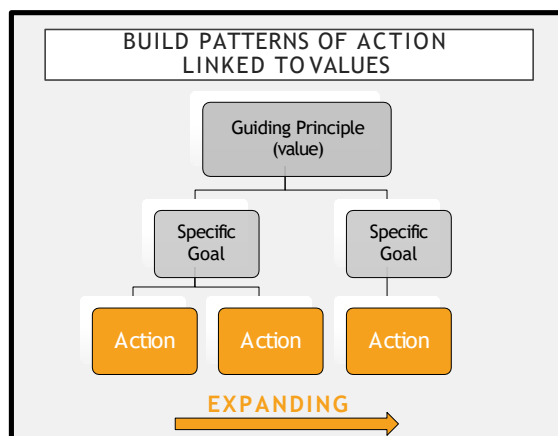 BUILD PATTERNS OF ACTION
LINKED TO VALUES
Guiding Principle
(value)
Specific
Goal
Specific
Goal
Action
Action
Action
EXPANDING